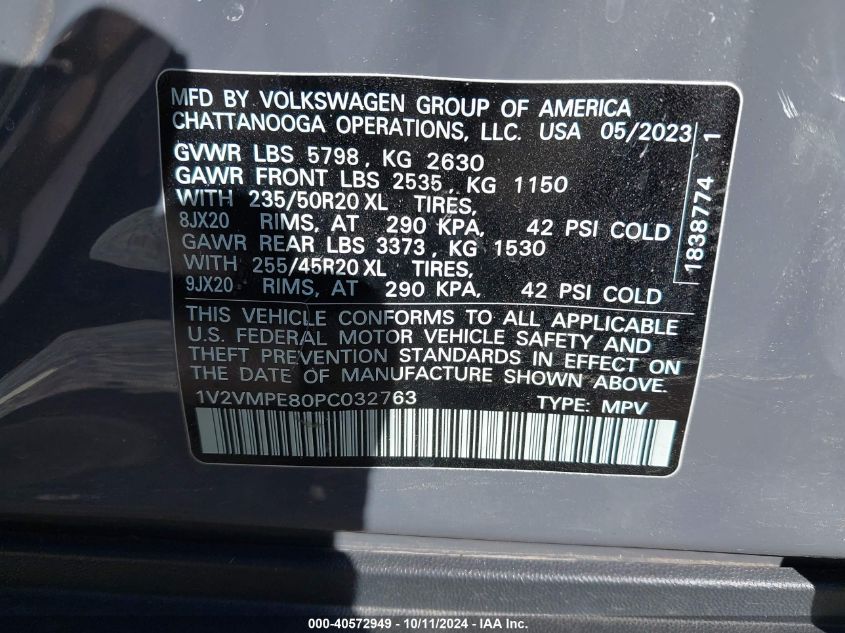 MFD BY VOLKSWAGEN GROUP OF AMERICA
CHATTANOOGA OPERATIONS, LLC. USA 05/2023
GVWR LBS 5798, KG 2630
GAWR FRONT LBS 2535, KG 1150
WITH 235/50R20 XL TIRES,
8JX20 RIMS, AT 290 KPA, 42 PSI COLD
GAWR REAR LBS 3373, KG 1530
WITH 255/45R20 XL TIRES,
9JX20 RIMS, AT 290 KPA, 42 PSI COLD
THIS VEHICLE CONFORMS TO ALL APPLICABLE
U.S. FEDERAL MOTOR VEHICLE SAFETY AND
THEFT PREVENTION STANDARDS IN EFFECT ON
THE DATE OF MANUFACTURE SHOWN ABOVE.
1V2VMPE80PC032763 TYPE: MPV
1838774 1
000-40572949 - 10/11/2024 - IVY - USA